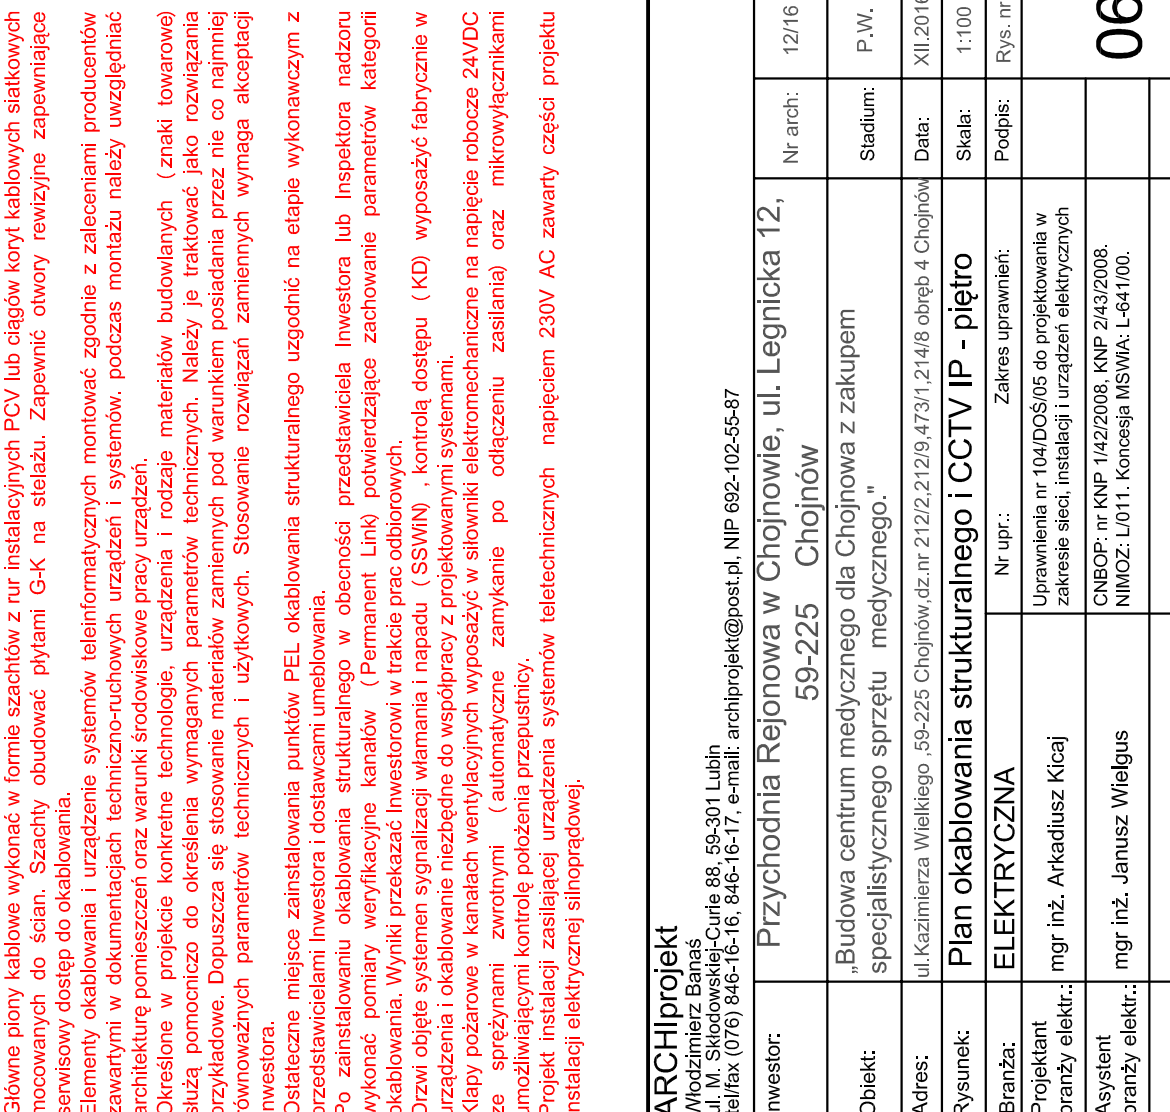 Główne piony kablowe wykonać w formie szachtów z rur instalacyjnych PCV lub ciągów koryt kablowych siatkowych
mocowanych do ścian. Szachty obudować płytami G-K na stelażu. Zapewnić otwory rewizyjne zapewniające
serwisowy dostęp do okablowania.
Elementy okablowania i urządzenie systemów teleinformatycznych montować zgodnie z zaleceniami producentów
zawartymi w dokumentacjach techniczno-ruchowych urządzeń i systemów. podczas montażu należy uwzględniać
architekturę pomieszczeń oraz warunki środowiskowe pracy urządzeń.
Określone w projekcie konkretne technologie, urządzenia i rodzaje materiałów budowlanych ( znaki towarowe)
służą pomocniczo do określenia wymaganych parametrów technicznych. Należy je traktować jako rozwiązania
przykładowe. Dopuszcza się stosowanie materiałów zamiennych pod warunkiem posiadania przez nie co najmniej
równoważnych parametrów technicznych i użytkowych. Stosowanie rozwiązań zamiennych wymaga akceptacji
Inwestora.
Ostateczne miejsce zainstalowania punktów PEL okablowania strukturalnego uzgodnić na etapie wykonawczym z
przedstawicielami Inwestora i dostawcami umeblowania.
Po zainstalowaniu okablowania strukturalnego w obecności przedstawiciela Inwestora lub Inspektora nadzoru
wykonać pomiary weryfikacyjne kanałów ( Permanent Link) potwierdzające zachowanie parametrów kategorii
okablowania. Wyniki przekazać Inwestorowi w trakcie prac odbiorowych.
Drzwi objęte systemen sygnalizacji włamania i napadu ( SSWiN) , kontrolą dostępu ( KD) wyposażyć fabrycznie w
urządzenia i okablowanie niezbędne do współpracy z projektowanymi systemami.
Klapy pożarowe w kanałach wentylacyjnych wyposażyć w siłowniki elektromechaniczne na napięcie robocze 24VDC
ze sprężynami zwrotnymi ( automatyczne zamykanie po odłączeniu zasilania) oraz mikrowyłącznikami
umożliwiającymi kontrolę położenia przepustnicy.
Projekt instalacji zasilającej urządzenia systemów teletechnicznych napięciem 230V AC zawarty części projektu
instalacji elektrycznej silnoprądowej.
ARCHIprojekt
Włodzimierz Banaś
ul. M. Skłodowskiej-Curie 88, 59-301 Lubin
tel/fax (076) 846-16-16, 846-16-17, e-mail: archiprojekt@post.pl, NIP 692-102-55-87
Inwestor: Przychodnia Rejonowa w Chojnowie, ul. Legnicka 12, Nr arch: 12/16
59-225 Chojnów
Obiekt: „Budowa centrum medycznego dla Chojnowa z zakupem Stadium: P.W.
specjalistycznego sprzętu medycznego."
Adres: ul.Kazimierza Wielkiego ,59-225 Chojnów,dz.nr 212/2,212/9,473/1,214/8 obręb 4 Chojnów Data: XII.2016
Rysunek: Plan okablowania strukturalnego i CCTV IP - piętro Skala: 1:100
Branża: ELEKTRYCZNA Nr upr.: Zakres uprawnień: Podpis: Rys. nr
Projektant
branży elektr.: mgr inż. Arkadiusz Kicaj
Uprawnienia nr 104/DOŚ/05 do projektowania w
zakresie sieci, instalacji i urządzeń elektrycznych
06
Asystent
branży elektr.: mgr inż. Janusz Wielgus
CNBOP: nr KNP 1/42/2008, KNP 2/43/2008.
NIMOZ: L/011. Koncesja MSWiA: L-641/00.